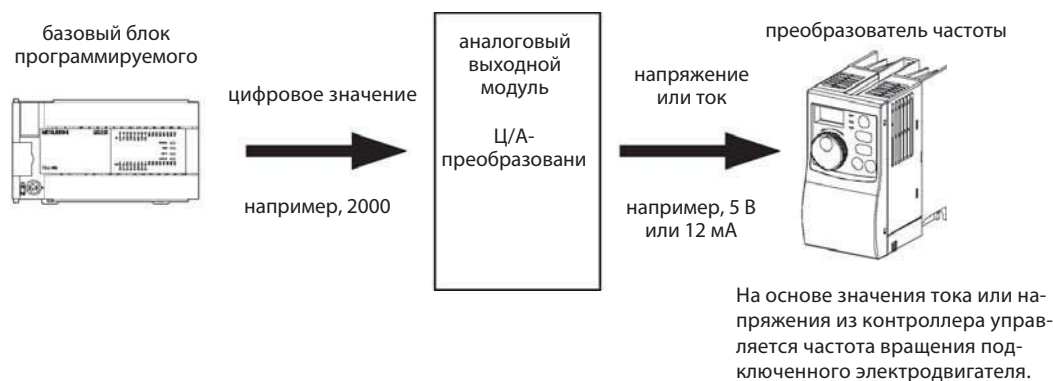 базовый блок
программируемого
цифровое значение
например, 2000
аналоговый
выходной
модуль
Ц/А-
преобразовани
напряжение
или ток
например, 5 В
или 12 мА
преобразователь частоты
На основе значения тока или на-
пряжения из контроллера управ-
ляется частота вращения под-
ключенного электродвигателя.